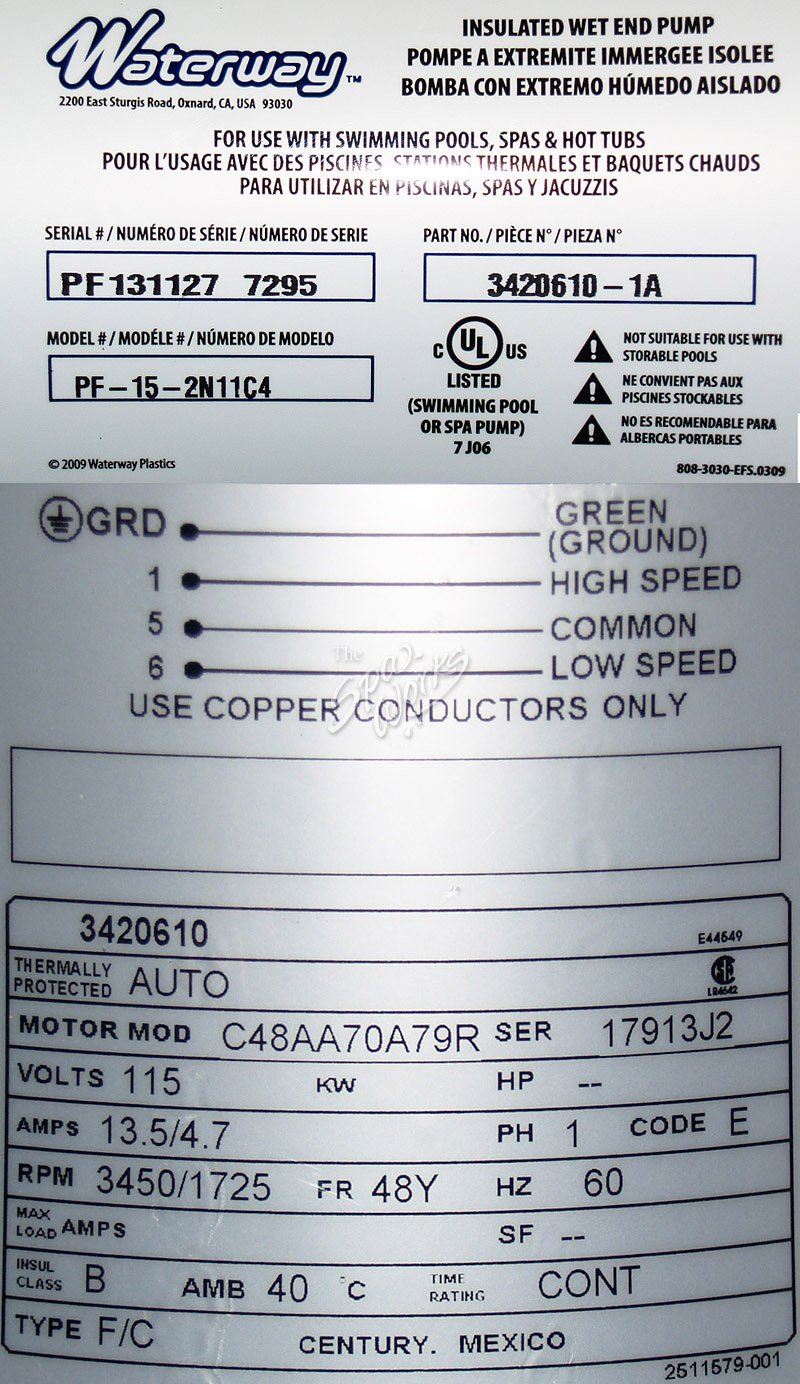 Waterway™
2200 East Sturgis Road, Oxnard, CA, USA 93030
INSULATED WET END PUMP
POMPE A EXTREMITE IMMERGEE ISOLEE
BOMBA CON EXTREMO HÚMEDO AISLADO
FOR USE WITH SWIMMING POOLS, SPAS & HOT TUBS
POUR L'USAGE AVEC DES PISCINES, STATIONS THERMALES ET BAQUETS CHAUDS
PARA UTILIZAR EN PISCINAS, SPAS Y JACUZZIS
SERIAL # / NUMÉRO DE SÉRIE / NÚMERO DE SERIE
PF131127 7295
PART NO. / PIÈCE N° / PIEZA N°
3420610-1A
MODEL # / MODÉLE # / NÚMERO DE MODELO
PF-15-2N11C4
C UL US
LISTED
(SWIMMING POOL
OR SPA PUMP)
7 J06
NOT SUITABLE FOR USE WITH
STORABLE POOLS
NE CONVIENT PAS AUX
PISCINES STOCKABLES
NO ES RECOMENDABLE PARA
ALBERCAS PORTABLES
© 2009 Waterway Plastics
808-3030-EFS.0309
GRD GREEN
(GROUND)
1 HIGH SPEED
5 COMMON
6 LOW SPEED
The Spa Works
USE COPPER CONDUCTORS ONLY
3420610 E44649
THERMALLY
PROTECTED AUTO
LR4642
MOTOR MOD C48AA70A79R SER 17913J2
VOLTS 115 KW HP --
AMPS 13.5/4.7 PH 1 CODE E
RPM 3450/1725 FR 48Y HZ 60
MAX
LOAD AMPS SF --
INSUL
CLASS B AMB 40 °C TIME
RATING CONT
TYPE F/C CENTURY. MEXICO
2511579-001